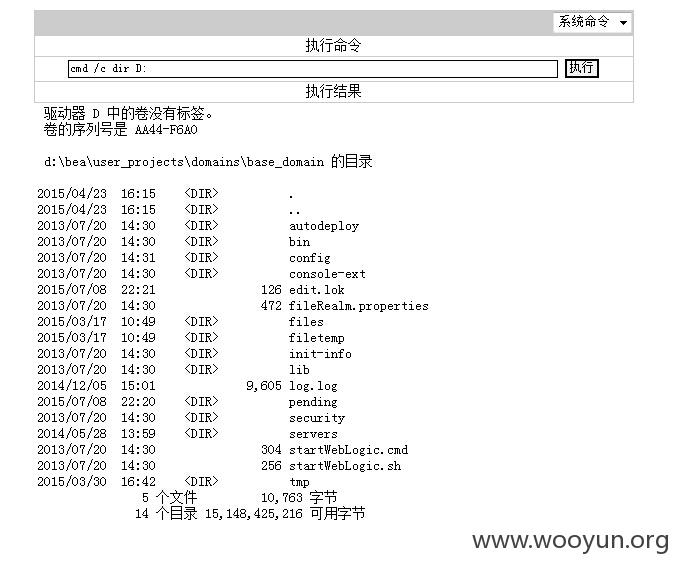 系统命令
执行命令
cmd /c dir D: 执行
执行结果
驱动器 D 中的卷没有标签。
卷的序列号是 AA44-F6A0
d:\bea\user_projects\domains\base_domain 的目录
2015/04/23 16:15 <DIR> .
2015/04/23 16:15 <DIR> ..
2013/07/20 14:30 <DIR> autodeploy
2013/07/20 14:30 <DIR> bin
2013/07/20 14:31 <DIR> config
2013/07/20 14:30 <DIR> console-ext
2015/07/08 22:21 126 edit.lok
2013/07/20 14:30 472 fileRealm.properties
2015/03/17 10:49 <DIR> files
2015/03/17 10:49 <DIR> filetemp
2013/07/20 14:30 <DIR> init-info
2013/07/20 14:30 <DIR> lib
2014/12/05 15:01 9,605 log.log
2015/07/08 22:20 <DIR> pending
2013/07/20 14:30 <DIR> security
2014/05/28 13:59 <DIR> servers
2013/07/20 14:30 304 startWebLogic.cmd
2013/07/20 14:30 256 startWebLogic.sh
2015/03/30 16:42 <DIR> tmp
5 个文件 10,763 字节
14 个目录 15,148,425,216 可用字节
www.wooyun.org